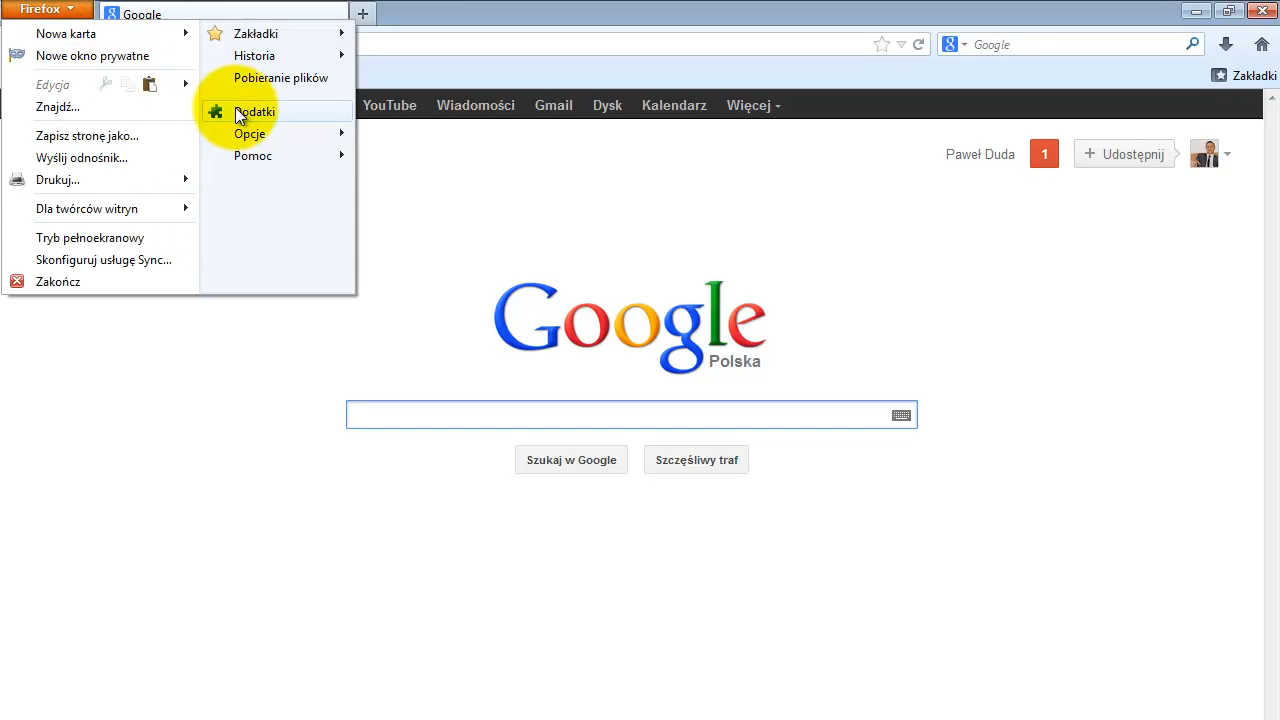 Firefox
Google
Nowa karta
Nowe okno prywatne
Edycja
Znajdź...
Zapisz stronę jako...
Wyślij odnośnik...
Drukuj...
Dla twórców witryn
Tryb pełnoekranowy
Skonfiguruj usługę Sync...
Zakończ
Zakładki
Historia
Pobieranie plików
Dodatki
Opcje
Pomoc
Google
Zakładki
YouTube Wiadomości Gmail Dysk Kalendarz Więcej
Paweł Duda 1 + Udostępnij
Google
Polska
Szukaj w Google Szczęśliwy traf